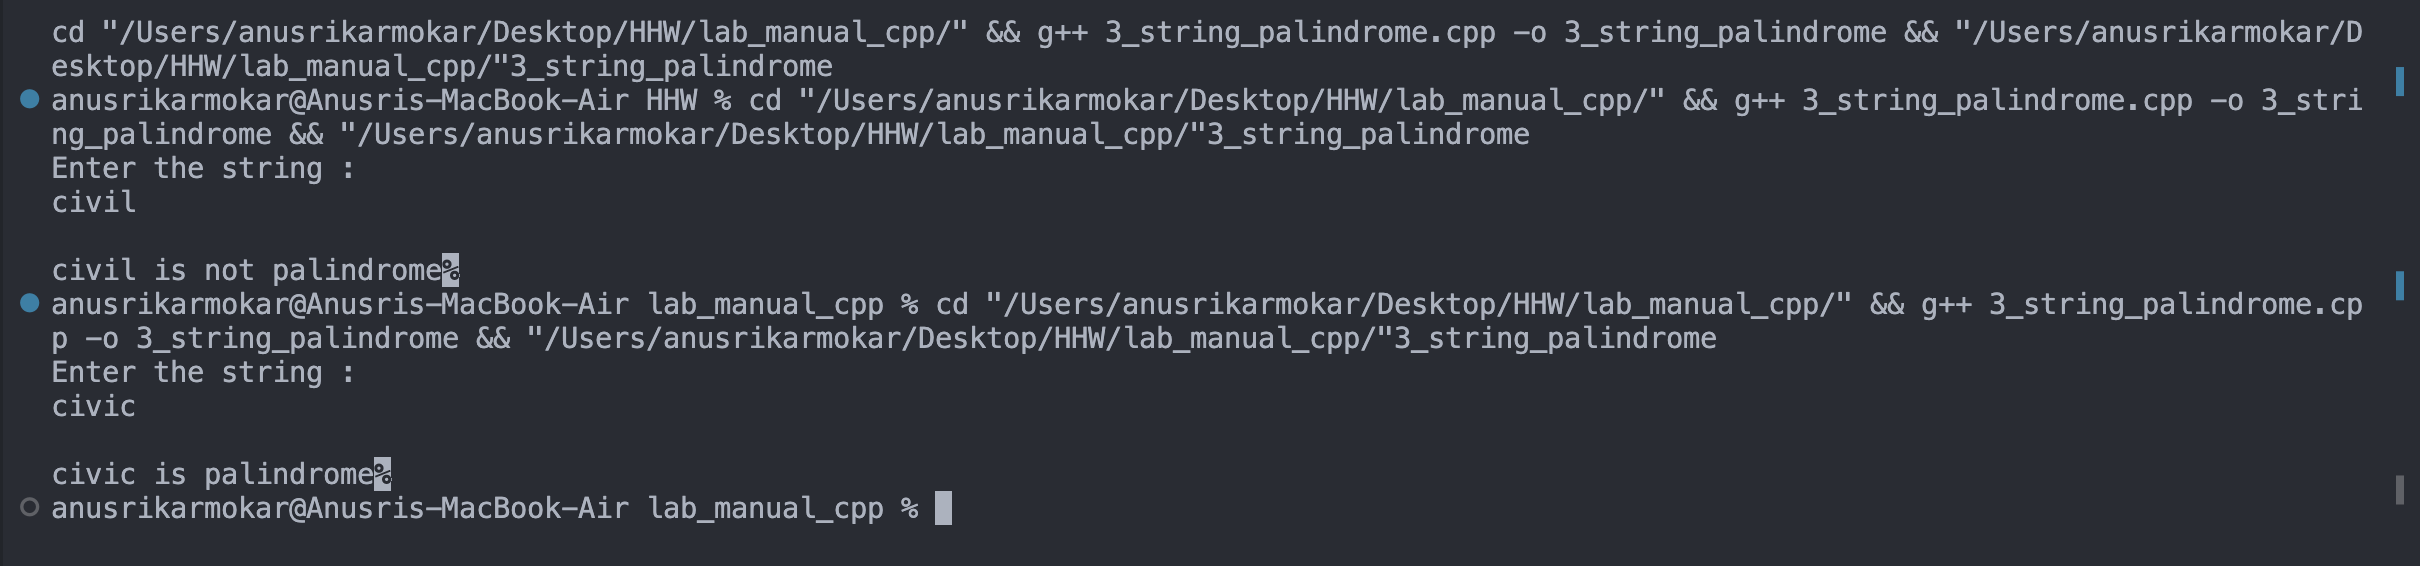 cd "/Users/anusrikarmokar/Desktop/HHW/lab_manual_cpp/" && g++ 3_string_palindrome.cpp -o 3_string_palindrome && "/Users/anusrikarmokar/D
esktop/HHW/lab_manual_cpp/"3_string_palindrome
anusrikarmokar@Anusris-MacBook-Air HHW % cd "/Users/anusrikarmokar/Desktop/HHW/lab_manual_cpp/" && g++ 3_string_palindrome.cpp -o 3_stri
ng_palindrome && "/Users/anusrikarmokar/Desktop/HHW/lab_manual_cpp/"3_string_palindrome
Enter the string :
civil
civil is not palindrome%
anusrikarmokar@Anusris-MacBook-Air lab_manual_cpp % cd "/Users/anusrikarmokar/Desktop/HHW/lab_manual_cpp/" && g++ 3_string_palindrome.cp
p -o 3_string_palindrome && "/Users/anusrikarmokar/Desktop/HHW/lab_manual_cpp/"3_string_palindrome
Enter the string :
civic
civic is palindrome%
anusrikarmokar@Anusris-MacBook-Air lab_manual_cpp %